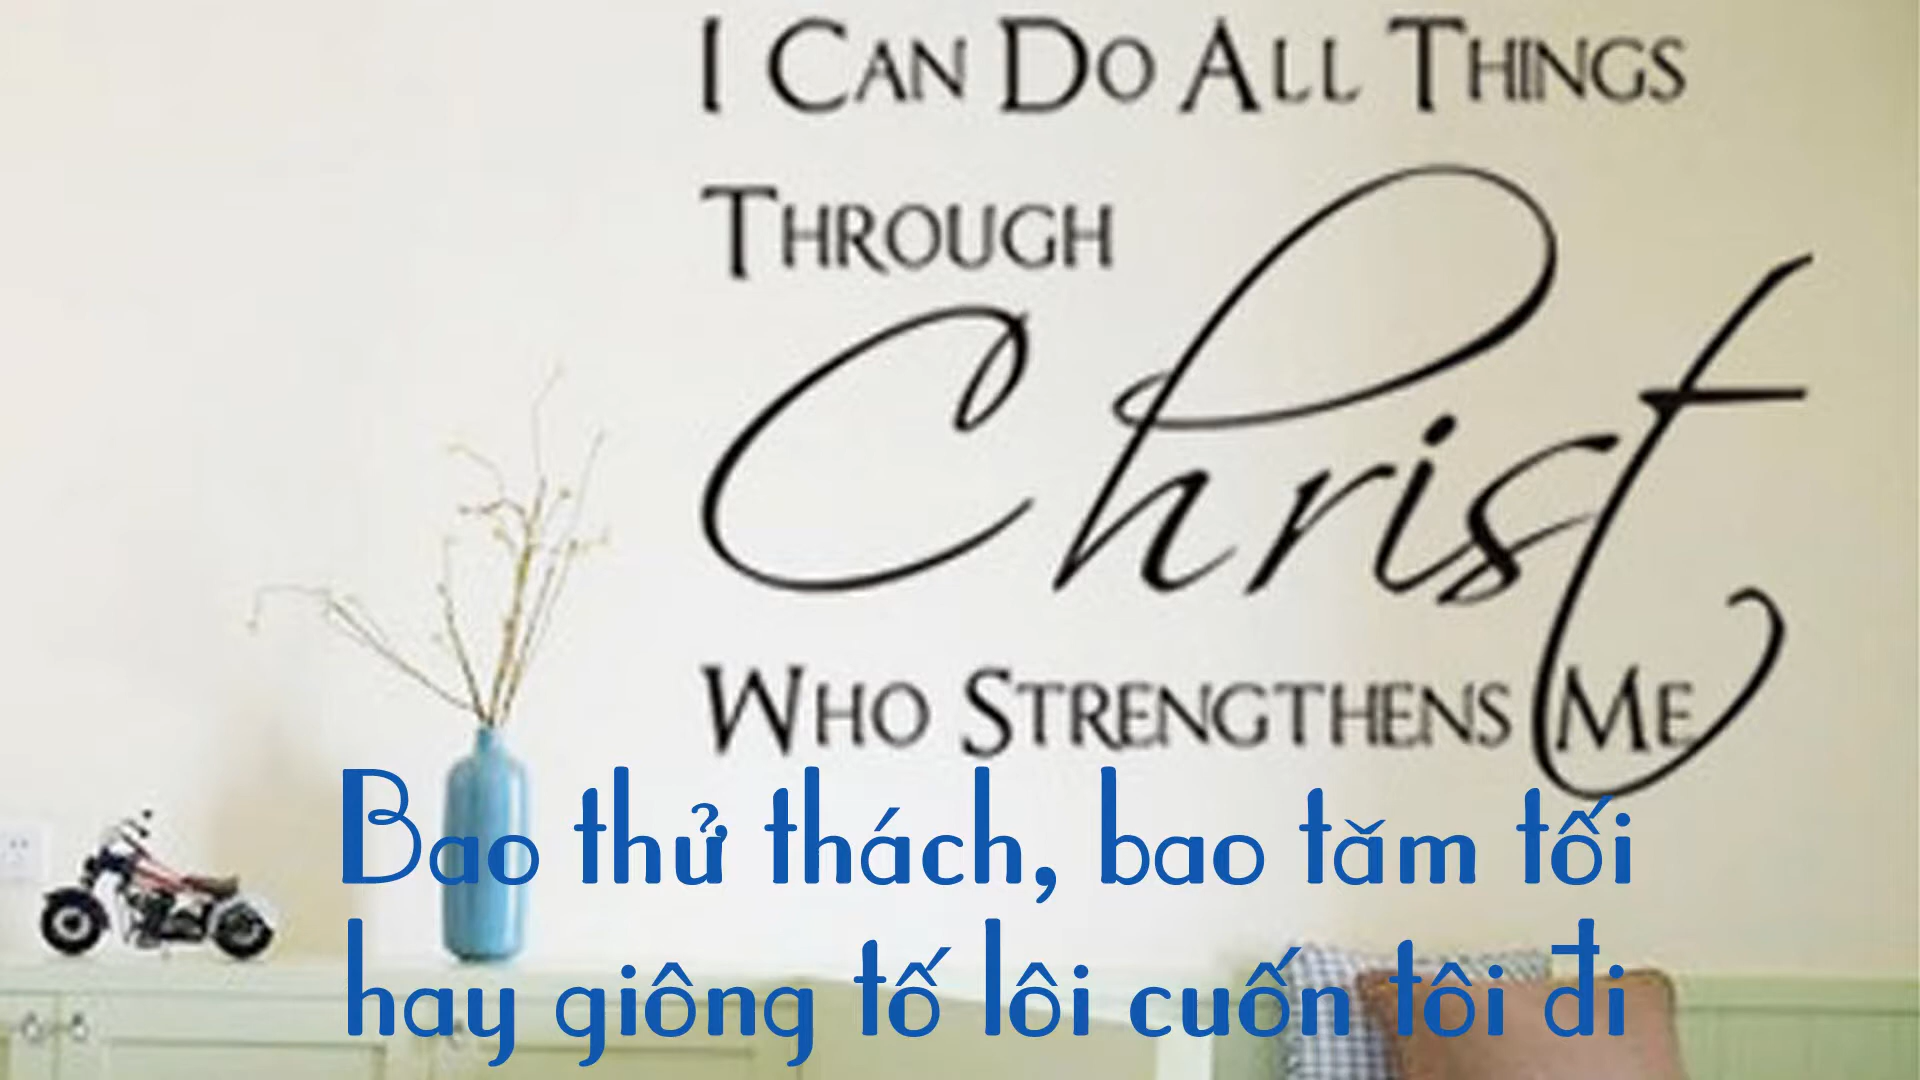 I CAN DO ALL THINGS
THROUGH
Christ
WHO STRENGTHENS ME
Bao thử thách, bao tăm tối
hay giông tố lôi cuốn tôi đi